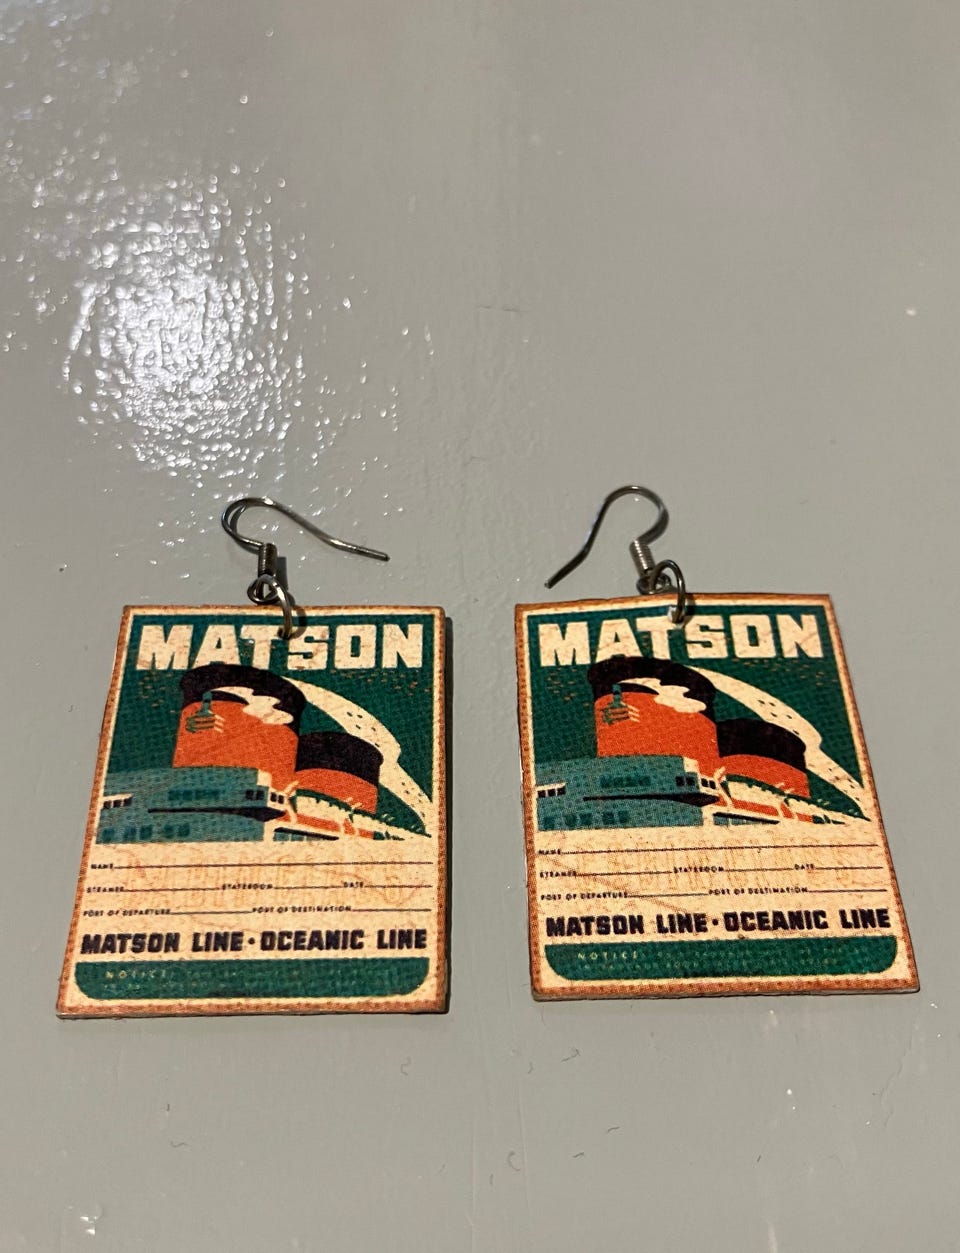 MATSON
NAME
STEAMER STATEROOM DATE
PORT OF DEPARTURE PORT OF DESTINATION
MATSON LINE · OCEANIC LINE
NOTICE
MATSON
NAME
STEAMER STATEROOM DATE
PORT OF DEPARTURE PORT OF DESTINATION
MATSON LINE · OCEANIC LINE
NOTICE